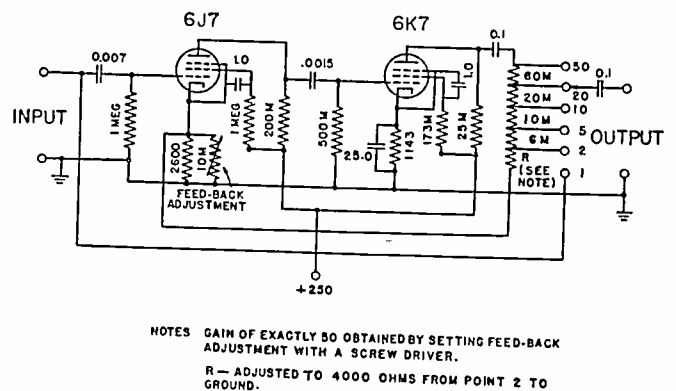 6J7
6K7
0.007
1.0
.0015
1.0
0.1
50
60M
0.1
20
20M
10
10M
5
6M
2
R
(SEE
NOTE)
1
INPUT
OUTPUT
1 MEG
2600
10M
1 MEG
200M
500M
25.0
1143
173M
25M
FEED-BACK
ADJUSTMENT
+250
NOTES GAIN OF EXACTLY 50 OBTAINED BY SETTING FEED-BACK
ADJUSTMENT WITH A SCREW DRIVER.
R — ADJUSTED TO 4000 OHMS FROM POINT 2 TO
GROUND.